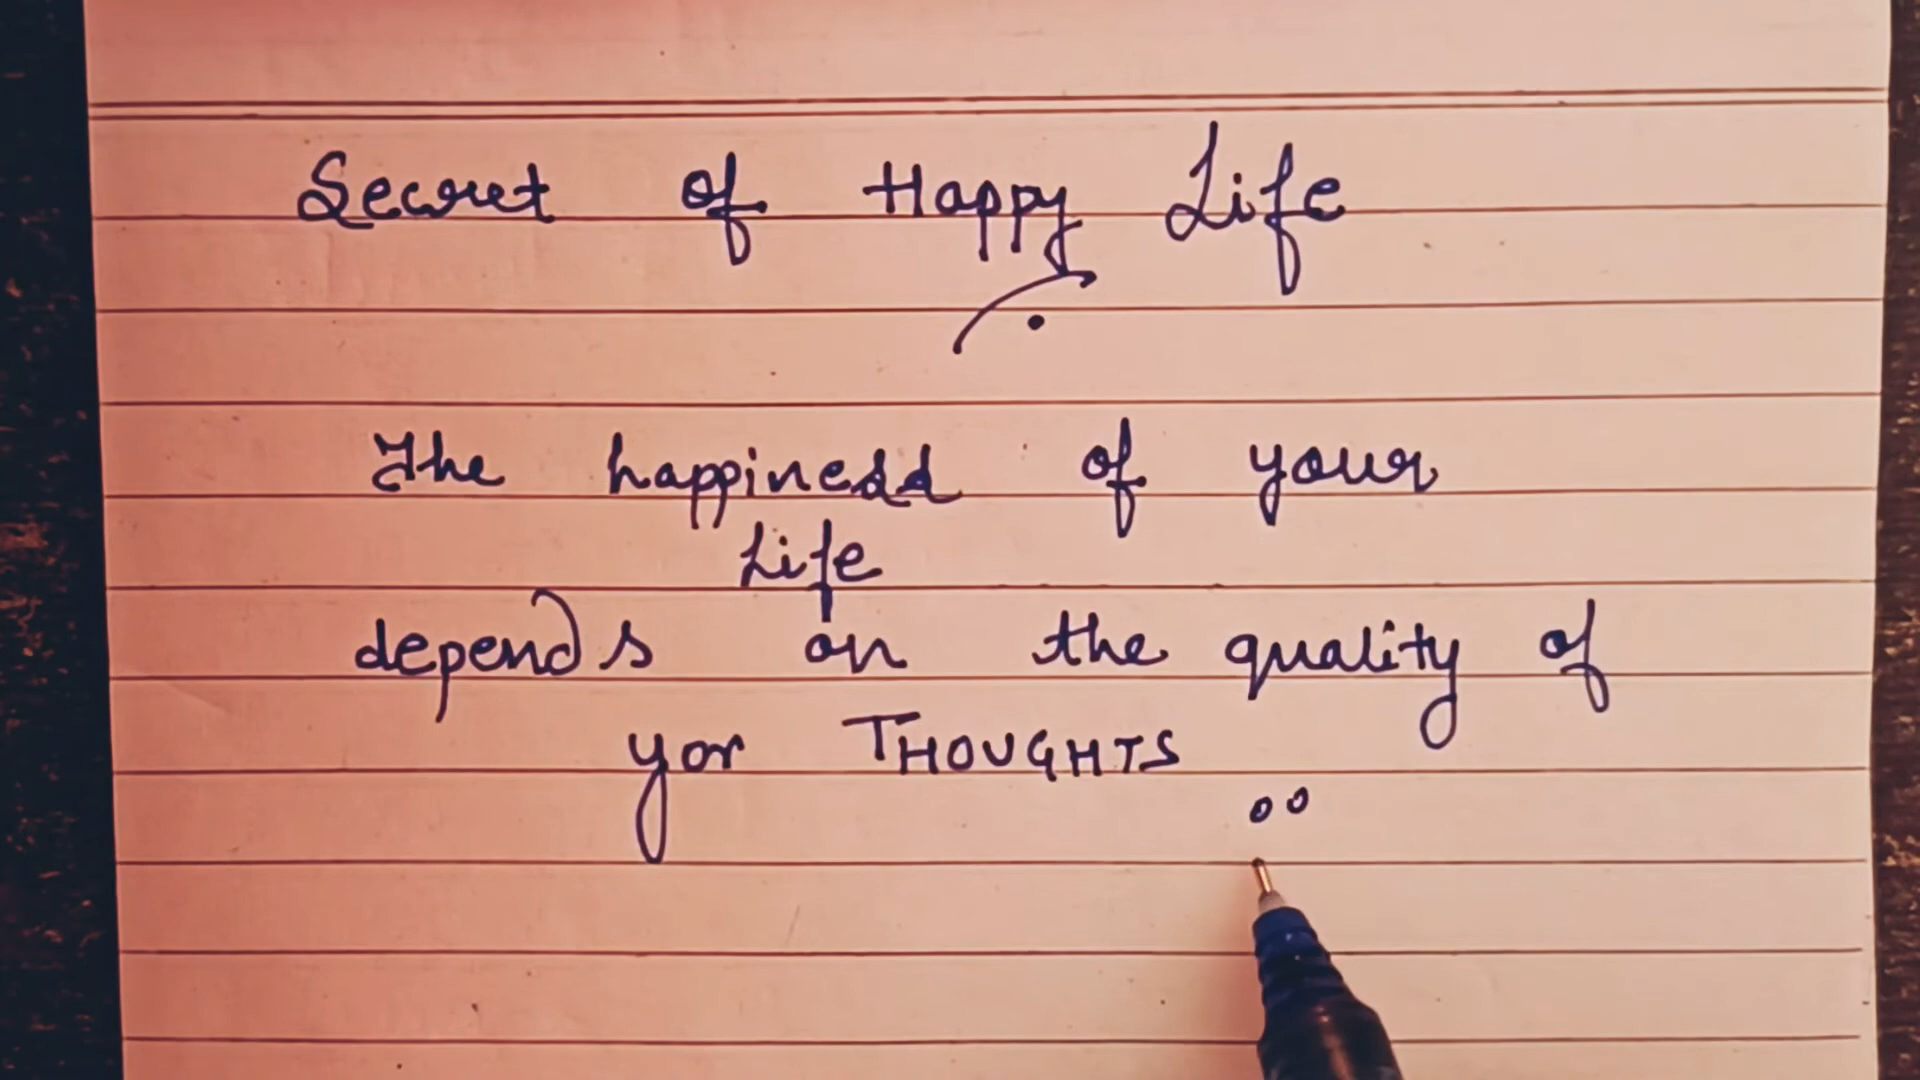 Secret of Happy Life
The happiness of your
Life
depends on the quality of
yor THOUGHTS